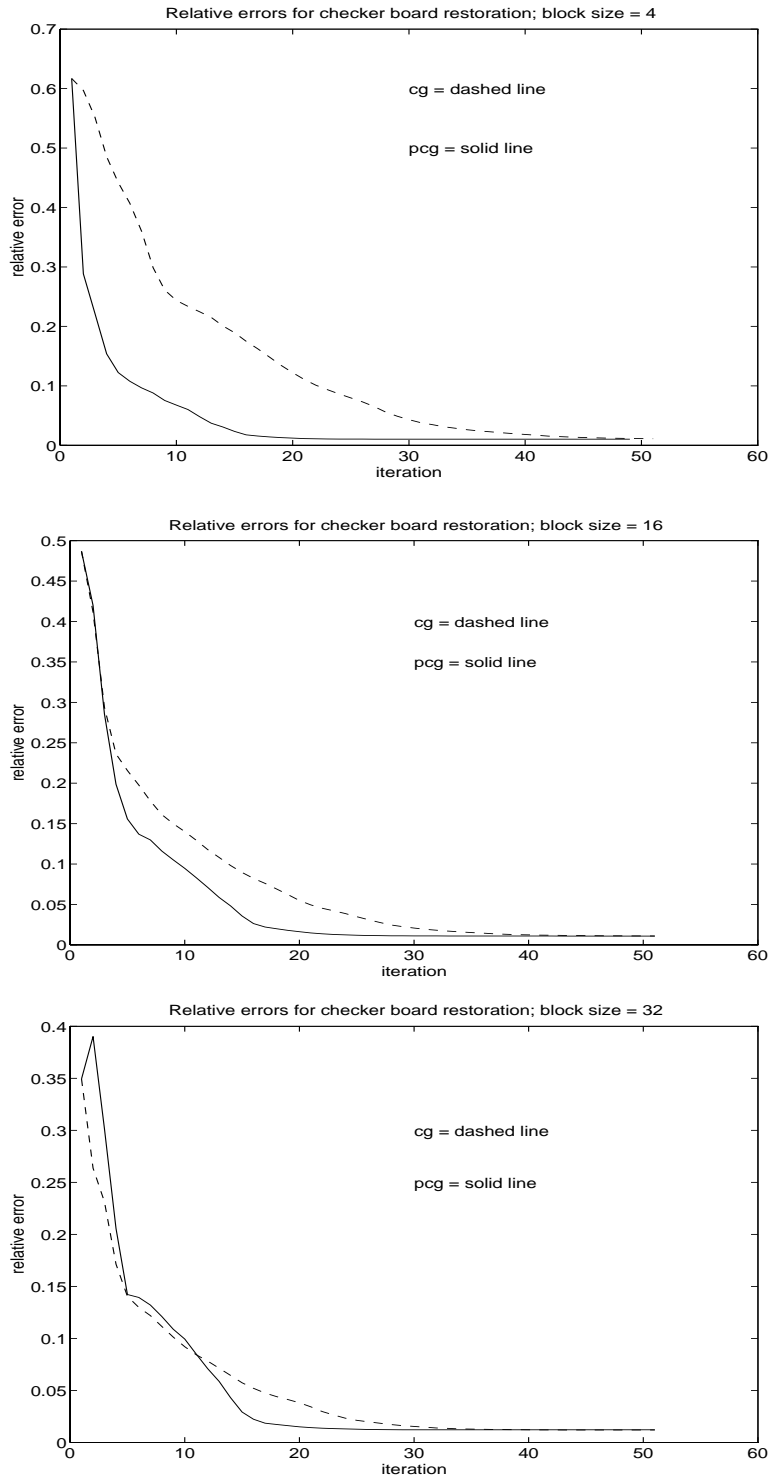 Relative errors for checker board restoration; block size = 4
0.7
0.6
0.5
0.4
0.3
0.2
0.1
0
relative error
cg = dashed line
pcg = solid line
0 10 20 30 40 50 60
iteration
Relative errors for checker board restoration; block size = 16
0.5
0.45
0.4
0.35
0.3
0.25
0.2
0.15
0.1
0.05
0
relative error
cg = dashed line
pcg = solid line
0 10 20 30 40 50 60
iteration
Relative errors for checker board restoration; block size = 32
0.4
0.35
0.3
0.25
0.2
0.15
0.1
0.05
0
relative error
cg = dashed line
pcg = solid line
0 10 20 30 40 50 60
iteration